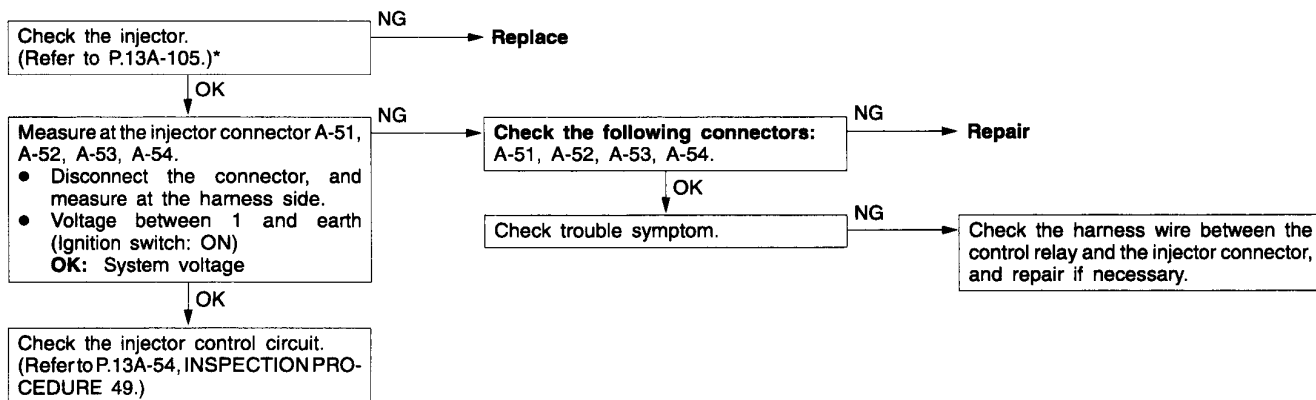 Check the injector.
(Refer to P.13A-105.)*
NG
Replace
OK
Measure at the injector connector A-51,
A-52, A-53, A-54.
● Disconnect the connector, and
measure at the harness side.
● Voltage between 1 and earth
(Ignition switch: ON)
OK: System voltage
NG
Check the following connectors:
A-51, A-52, A-53, A-54.
NG
Repair
OK
Check trouble symptom.
NG
Check the harness wire between the
control relay and the injector connector,
and repair if necessary.
OK
Check the injector control circuit.
(Refer to P.13A-54, INSPECTION PRO-
CEDURE 49.)